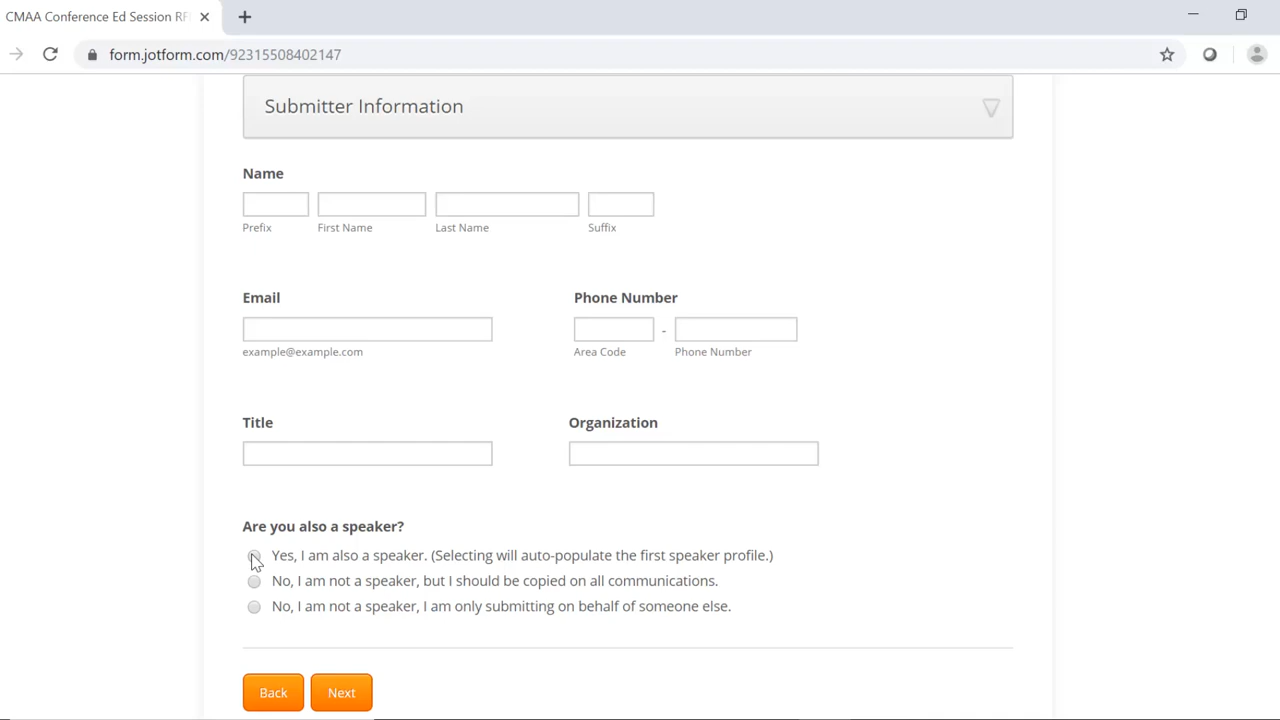 CMAA Conference Ed Session RF
form.jotform.com/92315508402147
Submitter Information
Name
Prefix First Name Last Name Suffix
Email Phone Number
-
example@example.com Area Code Phone Number
Title Organization
Are you also a speaker?
Yes, I am also a speaker. (Selecting will auto-populate the first speaker profile.)
No, I am not a speaker, but I should be copied on all communications.
No, I am not a speaker, I am only submitting on behalf of someone else.
Back Next